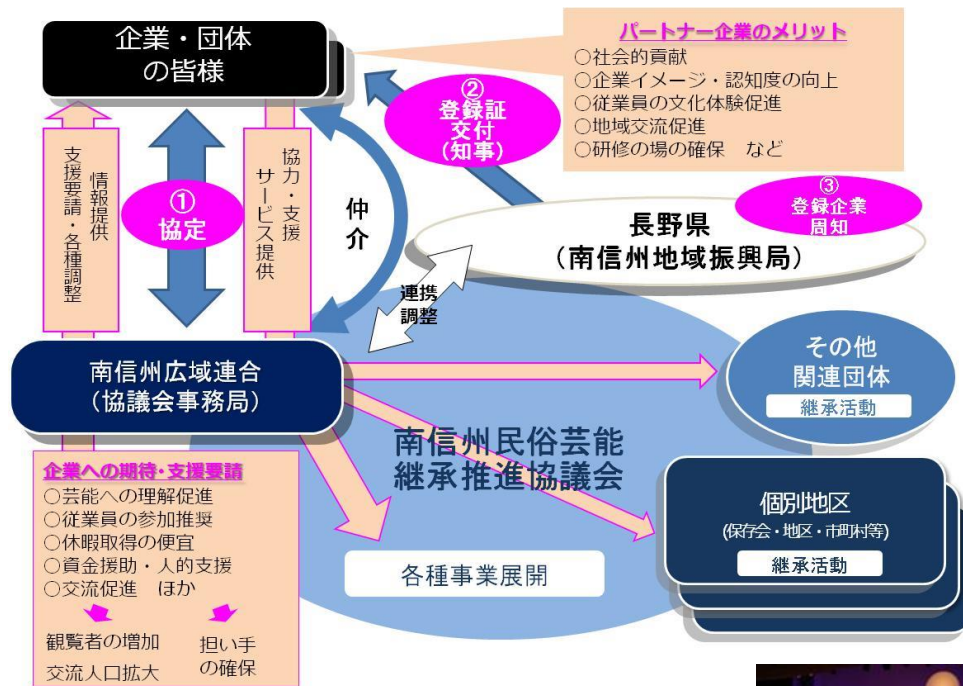 企業・団体
の皆様
パートナー企業のメリット
○社会的貢献
○企業イメージ・認知度の向上
○従業員の文化体験促進
○地域交流促進
○研修の場の確保　など
②
登録証
交付
(知事)
③
登録企業
周知
長野県
(南信州地域振興局)
情報提供
支援要請・各種調整
①
協定
協力・支援
サービス提供
仲介
連携
調整
南信州広域連合
(協議会事務局)
その他
関連団体
継承活動
南信州民俗芸能
継承推進協議会
個別地区
(保存会・地区・市町村等)
継承活動
各種事業展開
企業への期待・支援要請
○芸能への理解促進
○従業員の参加推奨
○休暇取得の便宜
○資金援助・人的支援
○交流促進　ほか
観覧者の増加
交流人口拡大
担い手
の確保